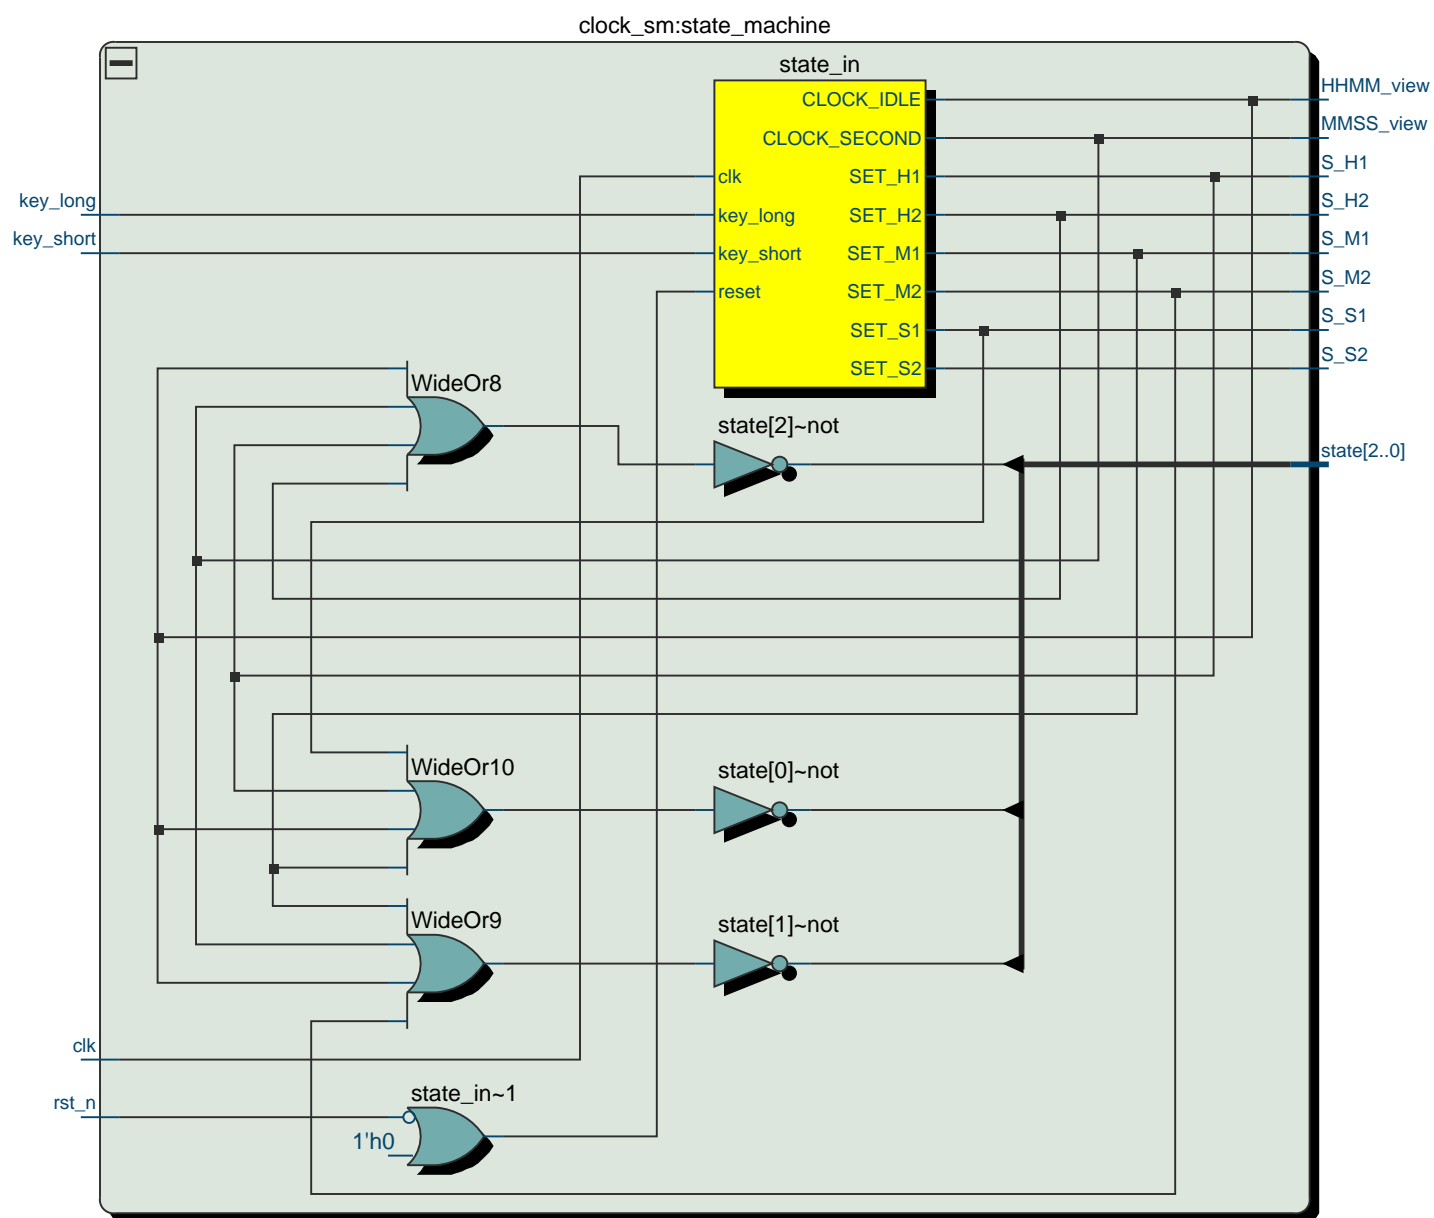 clock_sm:state_machine
state_in
CLOCK_IDLE
HHMM_view
CLOCK_SECOND
MMSS_view
clk
SET_H1
S_H1
key_long
key_long
SET_H2
S_H2
key_short
key_short
SET_M1
S_M1
reset
SET_M2
S_M2
SET_S1
S_S1
SET_S2
S_S2
WideOr8
state[2]~not
state[2..0]
WideOr10
state[0]~not
WideOr9
state[1]~not
clk
state_in~1
rst_n
1'h0